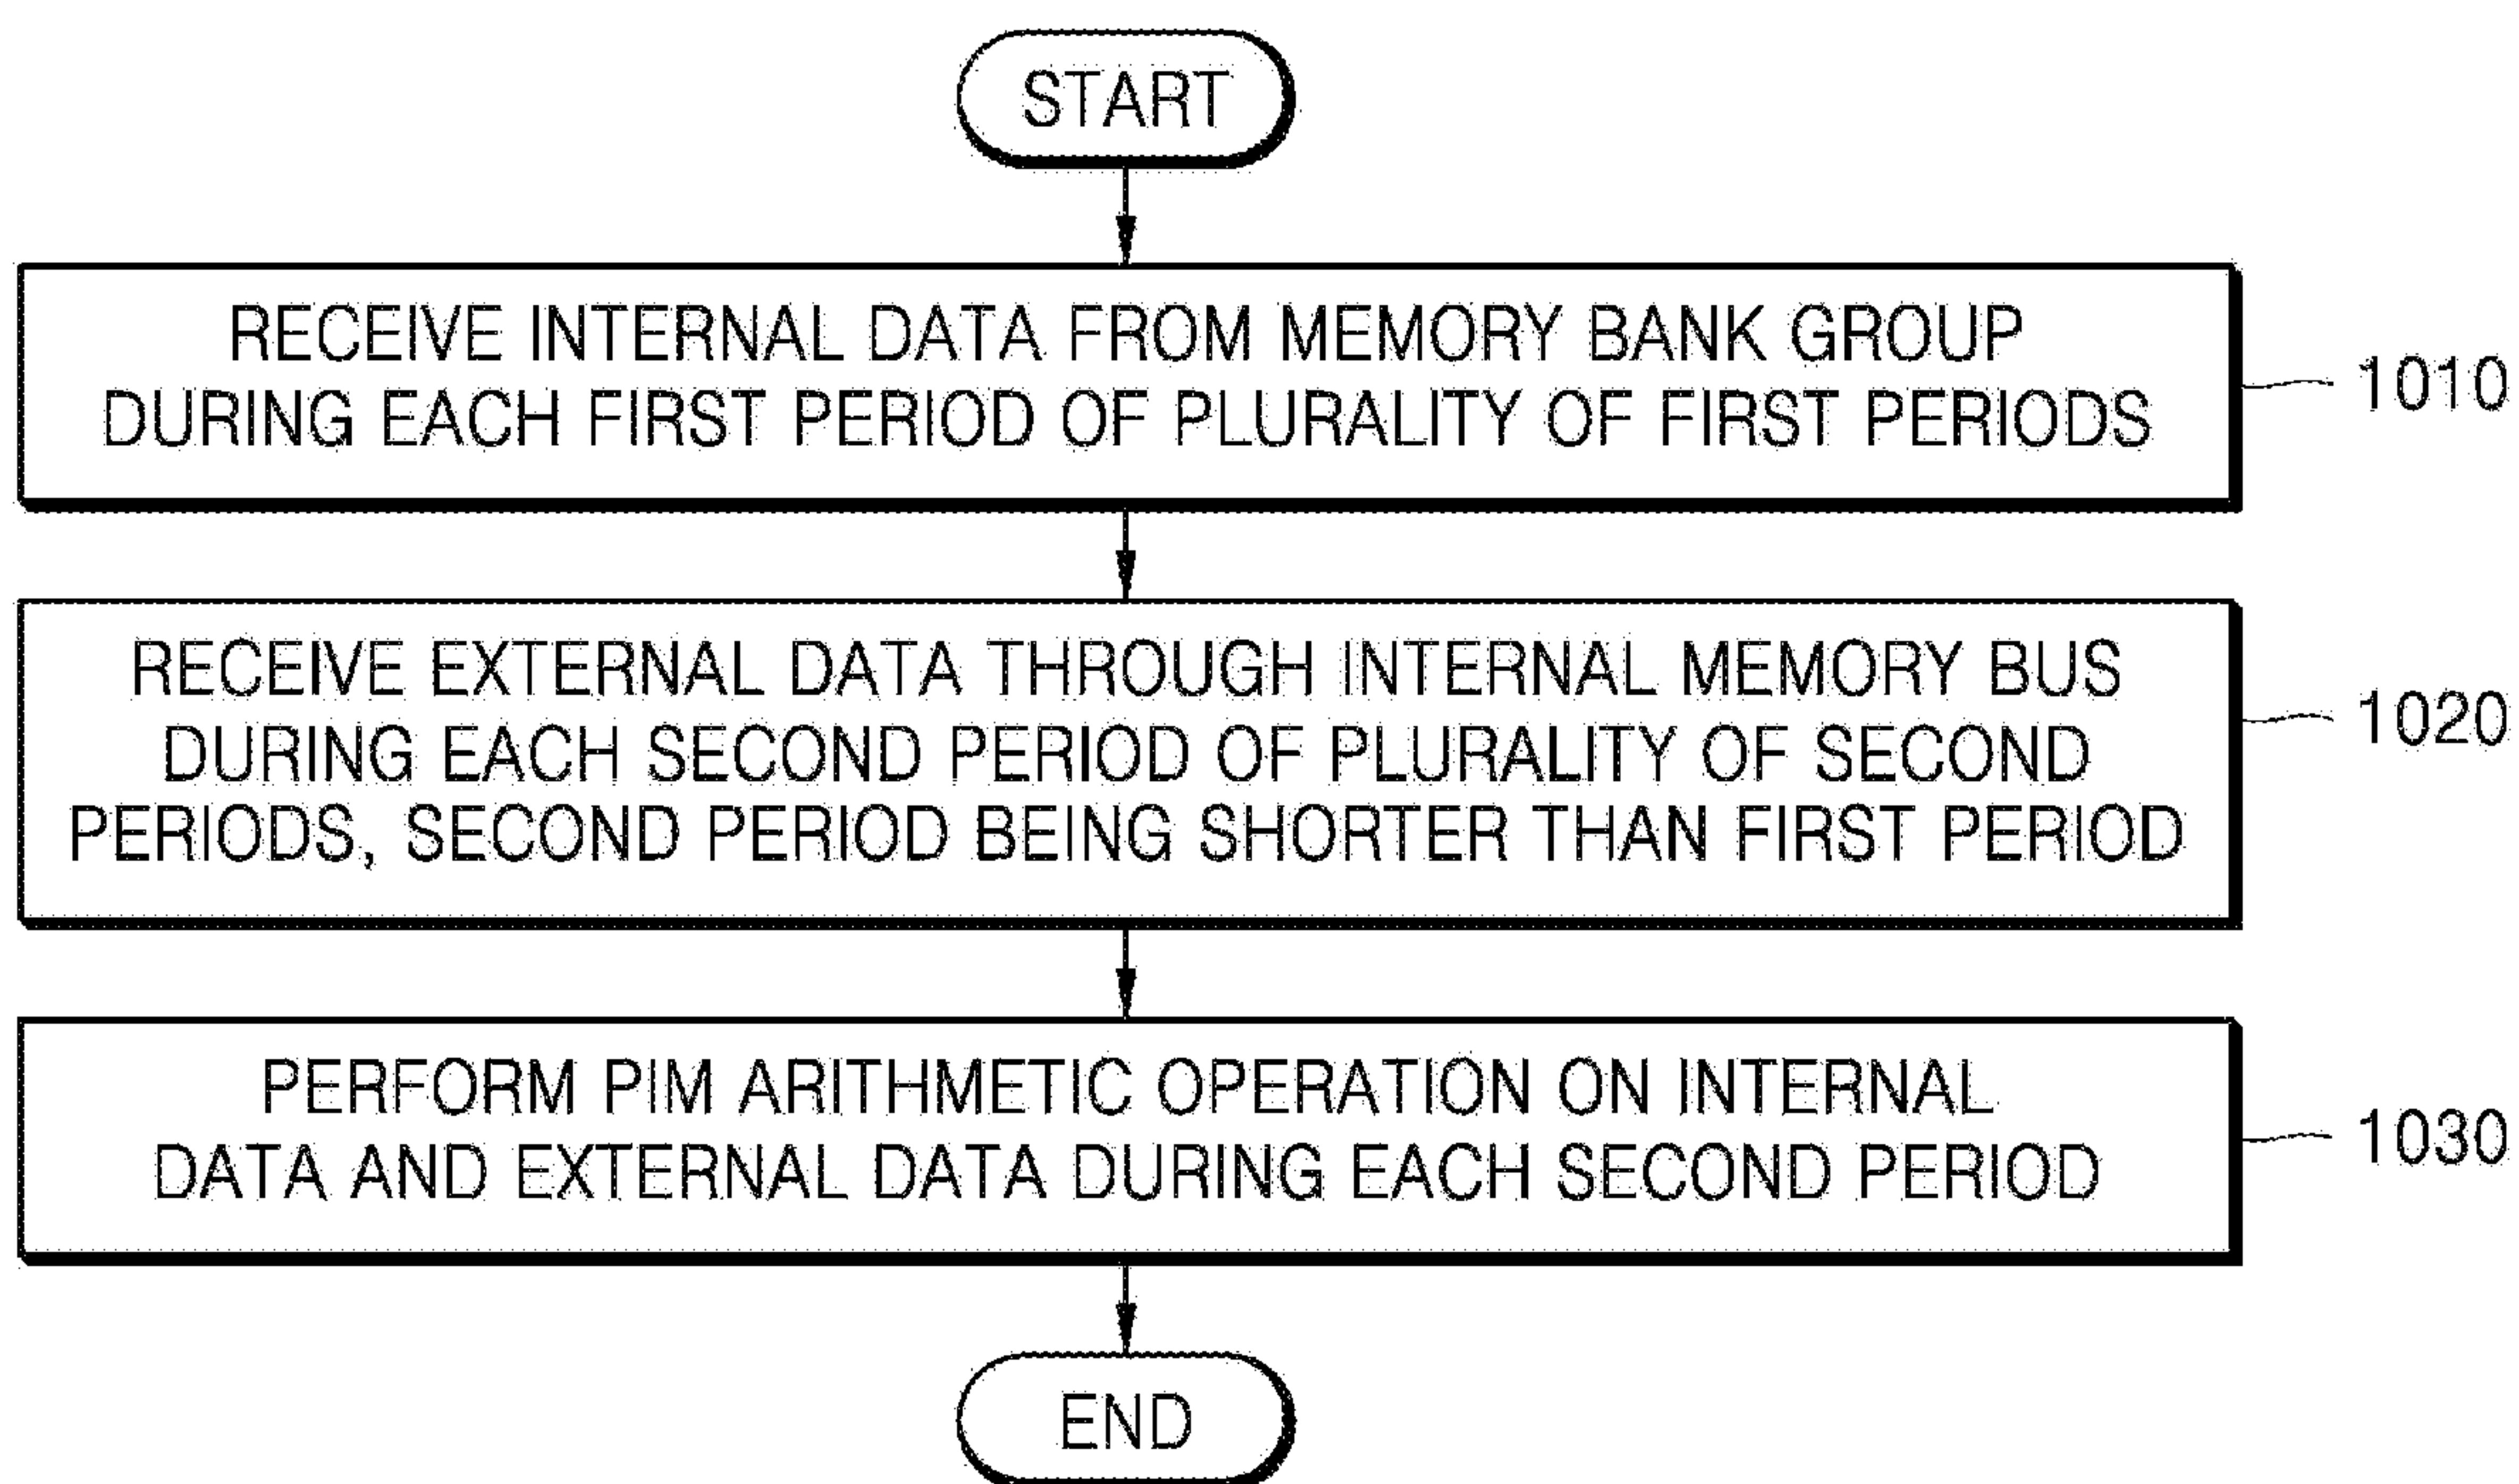 START
RECEIVE INTERNAL DATA FROM MEMORY BANK GROUP
DURING EACH FIRST PERIOD OF PLURALITY OF FIRST PERIODS
1010
RECEIVE EXTERNAL DATA THROUGH INTERNAL MEMORY BUS
DURING EACH SECOND PERIOD OF PLURALITY OF SECOND
PERIODS, SECOND PERIOD BEING SHORTER THAN FIRST PERIOD
1020
PERFORM PIM ARITHMETIC OPERATION ON INTERNAL
DATA AND EXTERNAL DATA DURING EACH SECOND PERIOD
1030
END